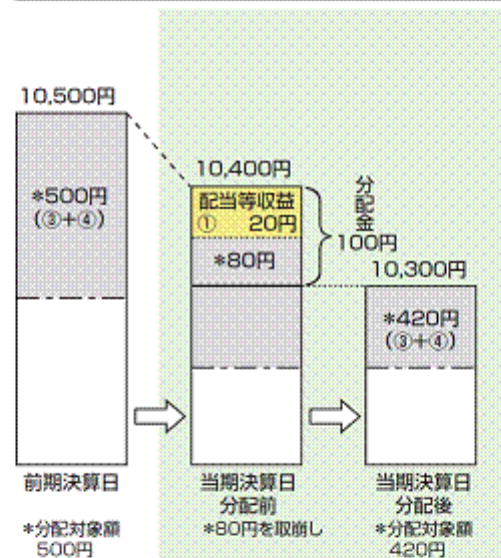 10,500円
*500円
(③+④)
10,400円
配当等収益
① 20円
*80円
分配金
100円
10,300円
*420円
(③+④)
前期決算日
*分配対象額
500円
当期決算日
分配前
*80円を取崩し
当期決算日
分配後
*分配対象額
420円